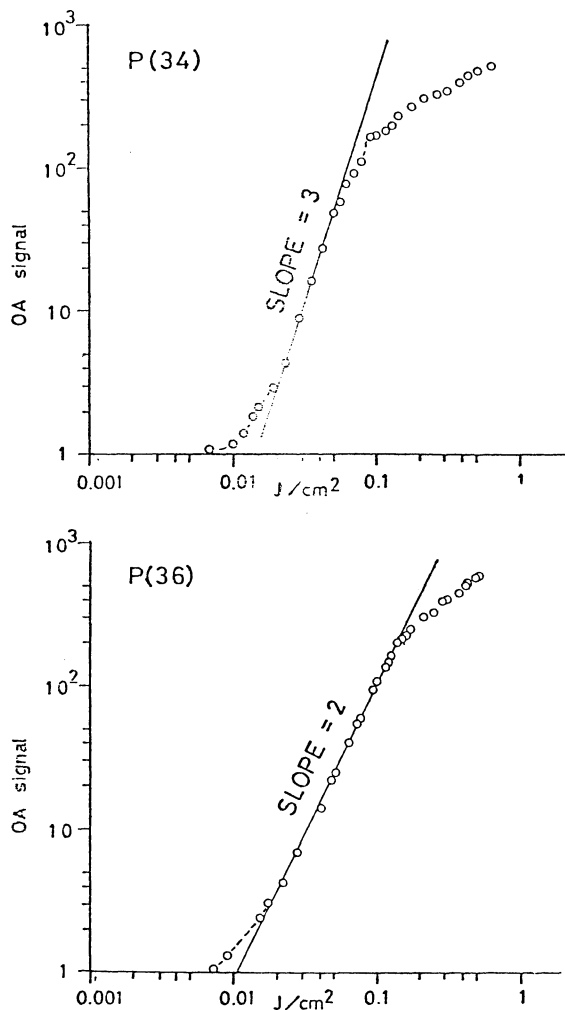 10³
P(34)
10²
SLOPE = 3
OA signal
10
1
0.001 0.01 0.1 1
J/cm²
10³
P(36)
10²
SLOPE = 2
OA signal
10
1
0.001 0.01 0.1 1
J/cm²